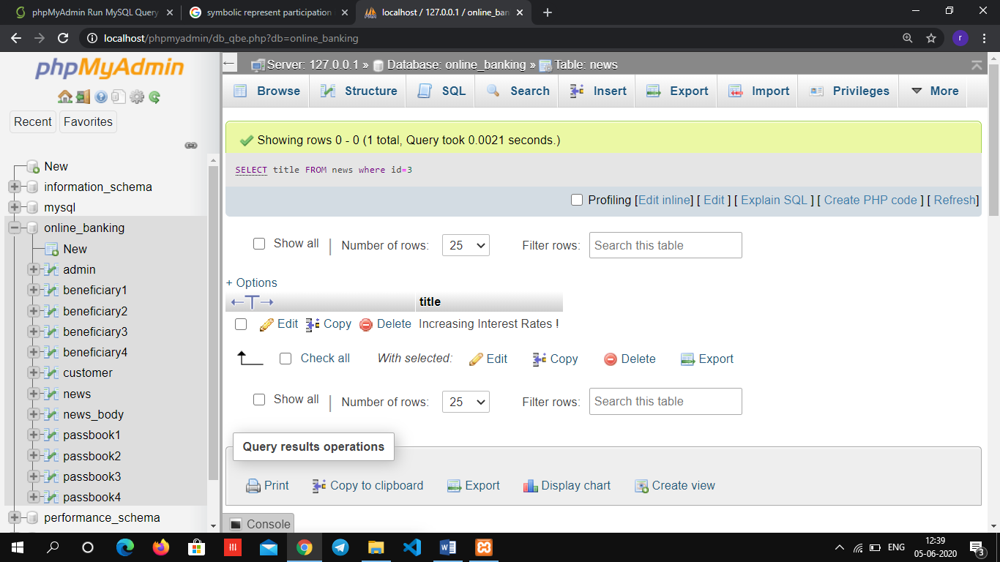 phpMyAdmin Run MySQL Query
symbolic represent participation
localhost / 127.0.0.1 / online_ban
localhost/phpmyadmin/db_qbe.php?db=online_banking
r
phpMyAdmin
Recent Favorites
New
information_schema
mysql
online_banking
New
admin
beneficiary1
beneficiary2
beneficiary3
beneficiary4
customer
news
news_body
passbook1
passbook2
passbook3
passbook4
performance_schema
Server: 127.0.0.1 » Database: online_banking » Table: news
Browse Structure SQL Search Insert Export Import Privileges More
Showing rows 0 - 0 (1 total, Query took 0.0021 seconds.)
SELECT title FROM news where id=3
Profiling [Edit inline] [ Edit ] [ Explain SQL ] [ Create PHP code ] [ Refresh]
Show all | Number of rows: 25 Filter rows: Search this table
+ Options
←T→ title
Edit Copy Delete Increasing Interest Rates !
Check all With selected: Edit Copy Delete Export
Show all | Number of rows: 25 Filter rows: Search this table
Query results operations
Print Copy to clipboard Export Display chart Create view
Console
ENG
12:39
05-06-2020
3